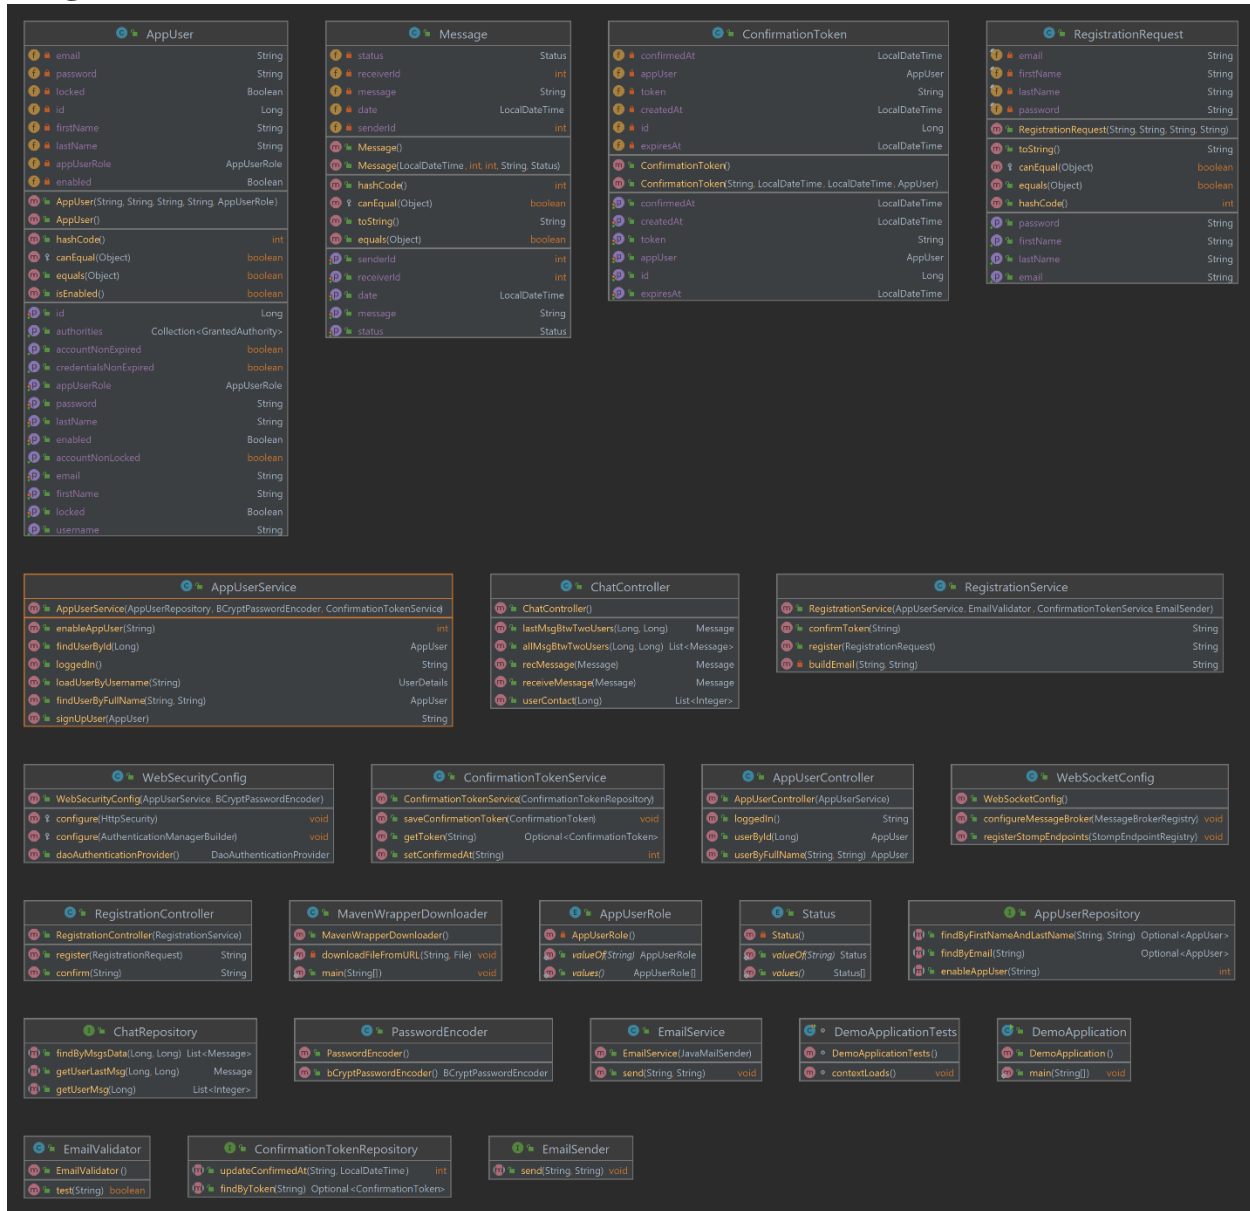 AppUser
email String
password String
locked Boolean
id Long
firstName String
lastName String
appUserRole AppUserRole
enabled Boolean
AppUser(String, String, String, String, AppUserRole)
AppUser()
hashCode() int
canEqual(Object) boolean
equals(Object) boolean
isEnabled() boolean
id Long
authorities Collection<GrantedAuthority>
accountNonExpired boolean
credentialsNonExpired boolean
appUserRole AppUserRole
password String
lastName String
enabled Boolean
accountNonLocked boolean
email String
firstName String
locked Boolean
username String
Message
status Status
receiverId int
message String
date LocalDateTime
senderId int
Message()
Message(LocalDateTime, int, int, String, Status)
hashCode() int
canEqual(Object) boolean
toString() String
equals(Object) boolean
senderId int
receiverId int
date LocalDateTime
message String
status Status
ConfirmationToken
confirmedAt LocalDateTime
appUser AppUser
token String
createdAt LocalDateTime
id Long
expiresAt LocalDateTime
ConfirmationToken()
ConfirmationToken(String, LocalDateTime, LocalDateTime, AppUser)
confirmedAt LocalDateTime
createdAt LocalDateTime
token String
appUser AppUser
id Long
expiresAt LocalDateTime
RegistrationRequest
email String
firstName String
lastName String
password String
RegistrationRequest(String, String, String, String)
toString() String
canEqual(Object) boolean
equals(Object) boolean
hashCode() int
password String
firstName String
lastName String
email String
AppUserService
AppUserService(AppUserRepository, BCryptPasswordEncoder, ConfirmationTokenService)
enableAppUser(String) int
findUserById(Long) AppUser
loggedIn() String
loadUserByUsername(String) UserDetails
findUserByFullName(String, String) AppUser
signUpUser(AppUser) String
ChatController
ChatController()
lastMsgBtwTwoUsers(Long, Long) Message
allMsgBtwTwoUsers(Long, Long) List<Message>
recMessage(Message) Message
receiveMessage(Message) Message
userContact(Long) List<Integer>
RegistrationService
RegistrationService(AppUserService, EmailValidator, ConfirmationTokenService, EmailSender)
confirmToken(String) String
register(RegistrationRequest) String
buildEmail(String, String) String
WebSecurityConfig
WebSecurityConfig(AppUserService, BCryptPasswordEncoder)
configure(HttpSecurity) void
configure(AuthenticationManagerBuilder) void
daoAuthenticationProvider() DaoAuthenticationProvider
ConfirmationTokenService
ConfirmationTokenService(ConfirmationTokenRepository)
saveConfirmationToken(ConfirmationToken) void
getToken(String) Optional<ConfirmationToken>
setConfirmedAt(String) int
AppUserController
AppUserController(AppUserService)
loggedIn() String
userById(Long) AppUser
userByFullName(String, String) AppUser
WebSocketConfig
WebSocketConfig()
configureMessageBroker(MessageBrokerRegistry) void
registerStompEndpoints(StompEndpointRegistry) void
RegistrationController
RegistrationController(RegistrationService)
register(RegistrationRequest) String
confirm(String) String
MavenWrapperDownloader
MavenWrapperDownloader()
downloadFileFromURL(String, File) void
main(String[]) void
AppUserRole
AppUserRole()
valueOf(String) AppUserRole
values() AppUserRole[]
Status
Status()
valueOf(String) Status
values() Status[]
AppUserRepository
findByFirstNameAndLastName(String, String) Optional<AppUser>
findByEmail(String) Optional<AppUser>
enableAppUser(String) int
ChatRepository
findByMsgsData(Long, Long) List<Message>
getUserLastMsg(Long, Long) Message
getUserMsg(Long) List<Integer>
PasswordEncoder
PasswordEncoder()
bCryptPasswordEncoder() BCryptPasswordEncoder
EmailService
EmailService(JavaMailSender)
send(String, String) void
DemoApplicationTests
DemoApplicationTests()
contextLoads() void
DemoApplication
DemoApplication()
main(String[]) void
EmailValidator
EmailValidator()
test(String) boolean
ConfirmationTokenRepository
updateConfirmedAt(String, LocalDateTime) int
findByToken(String) Optional<ConfirmationToken>
EmailSender
send(String, String) void